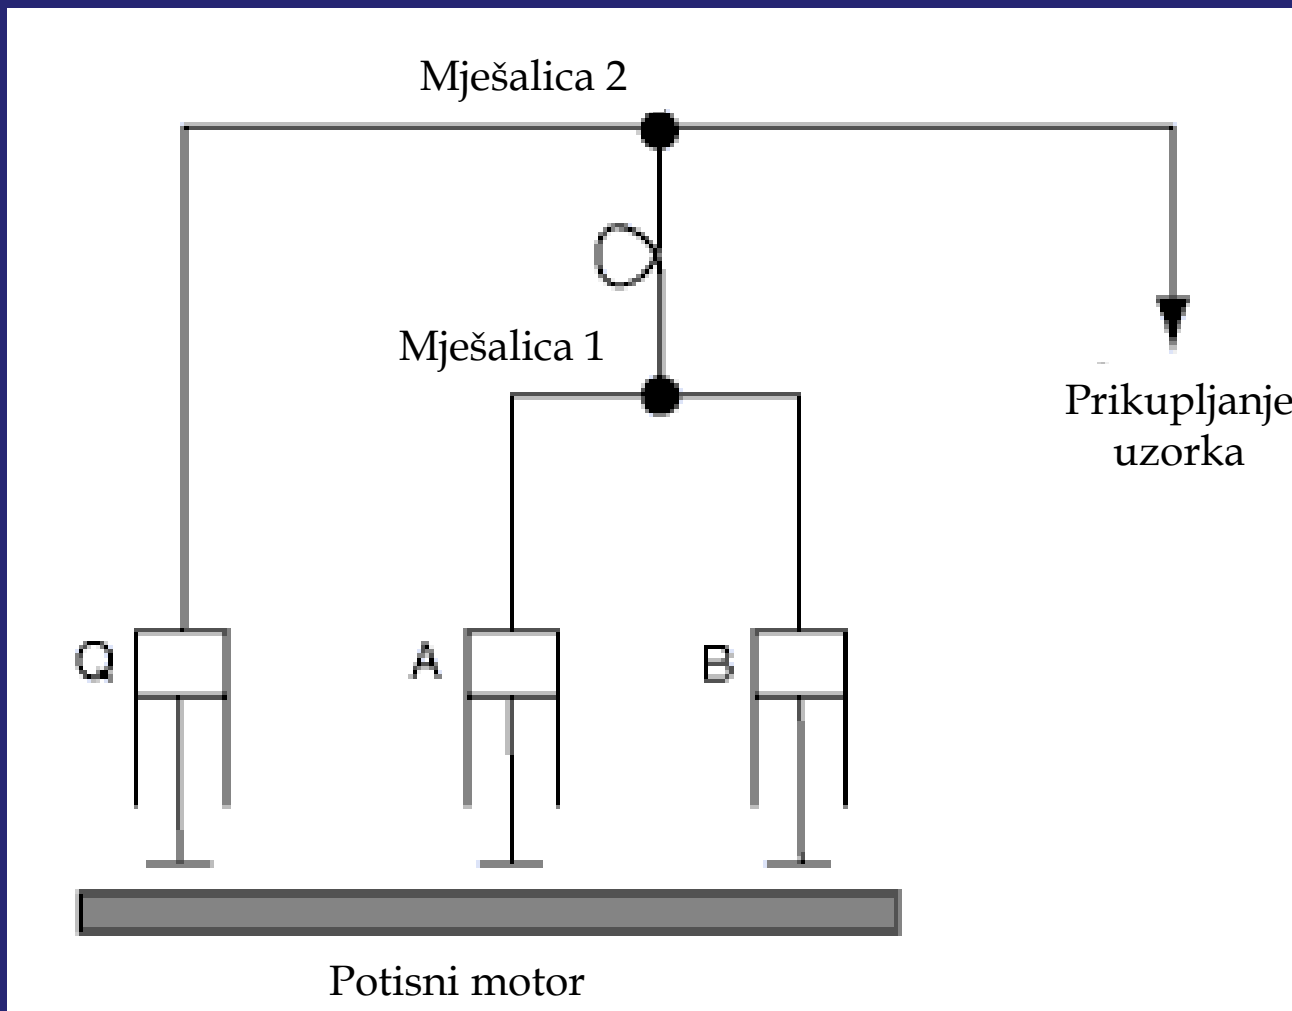 Mješalica 2
Mješalica 1
Prikupljanje
uzorka
Q
A
B
Potisni motor